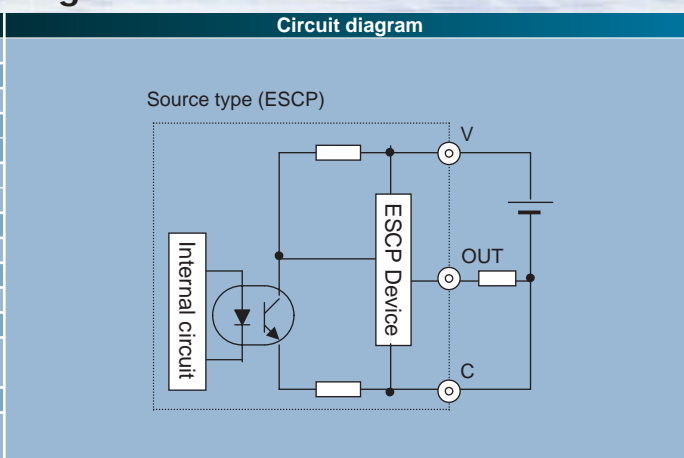 Circuit diagram
Source type (ESCP)
V
ESCP Device
OUT
Internal circuit
C